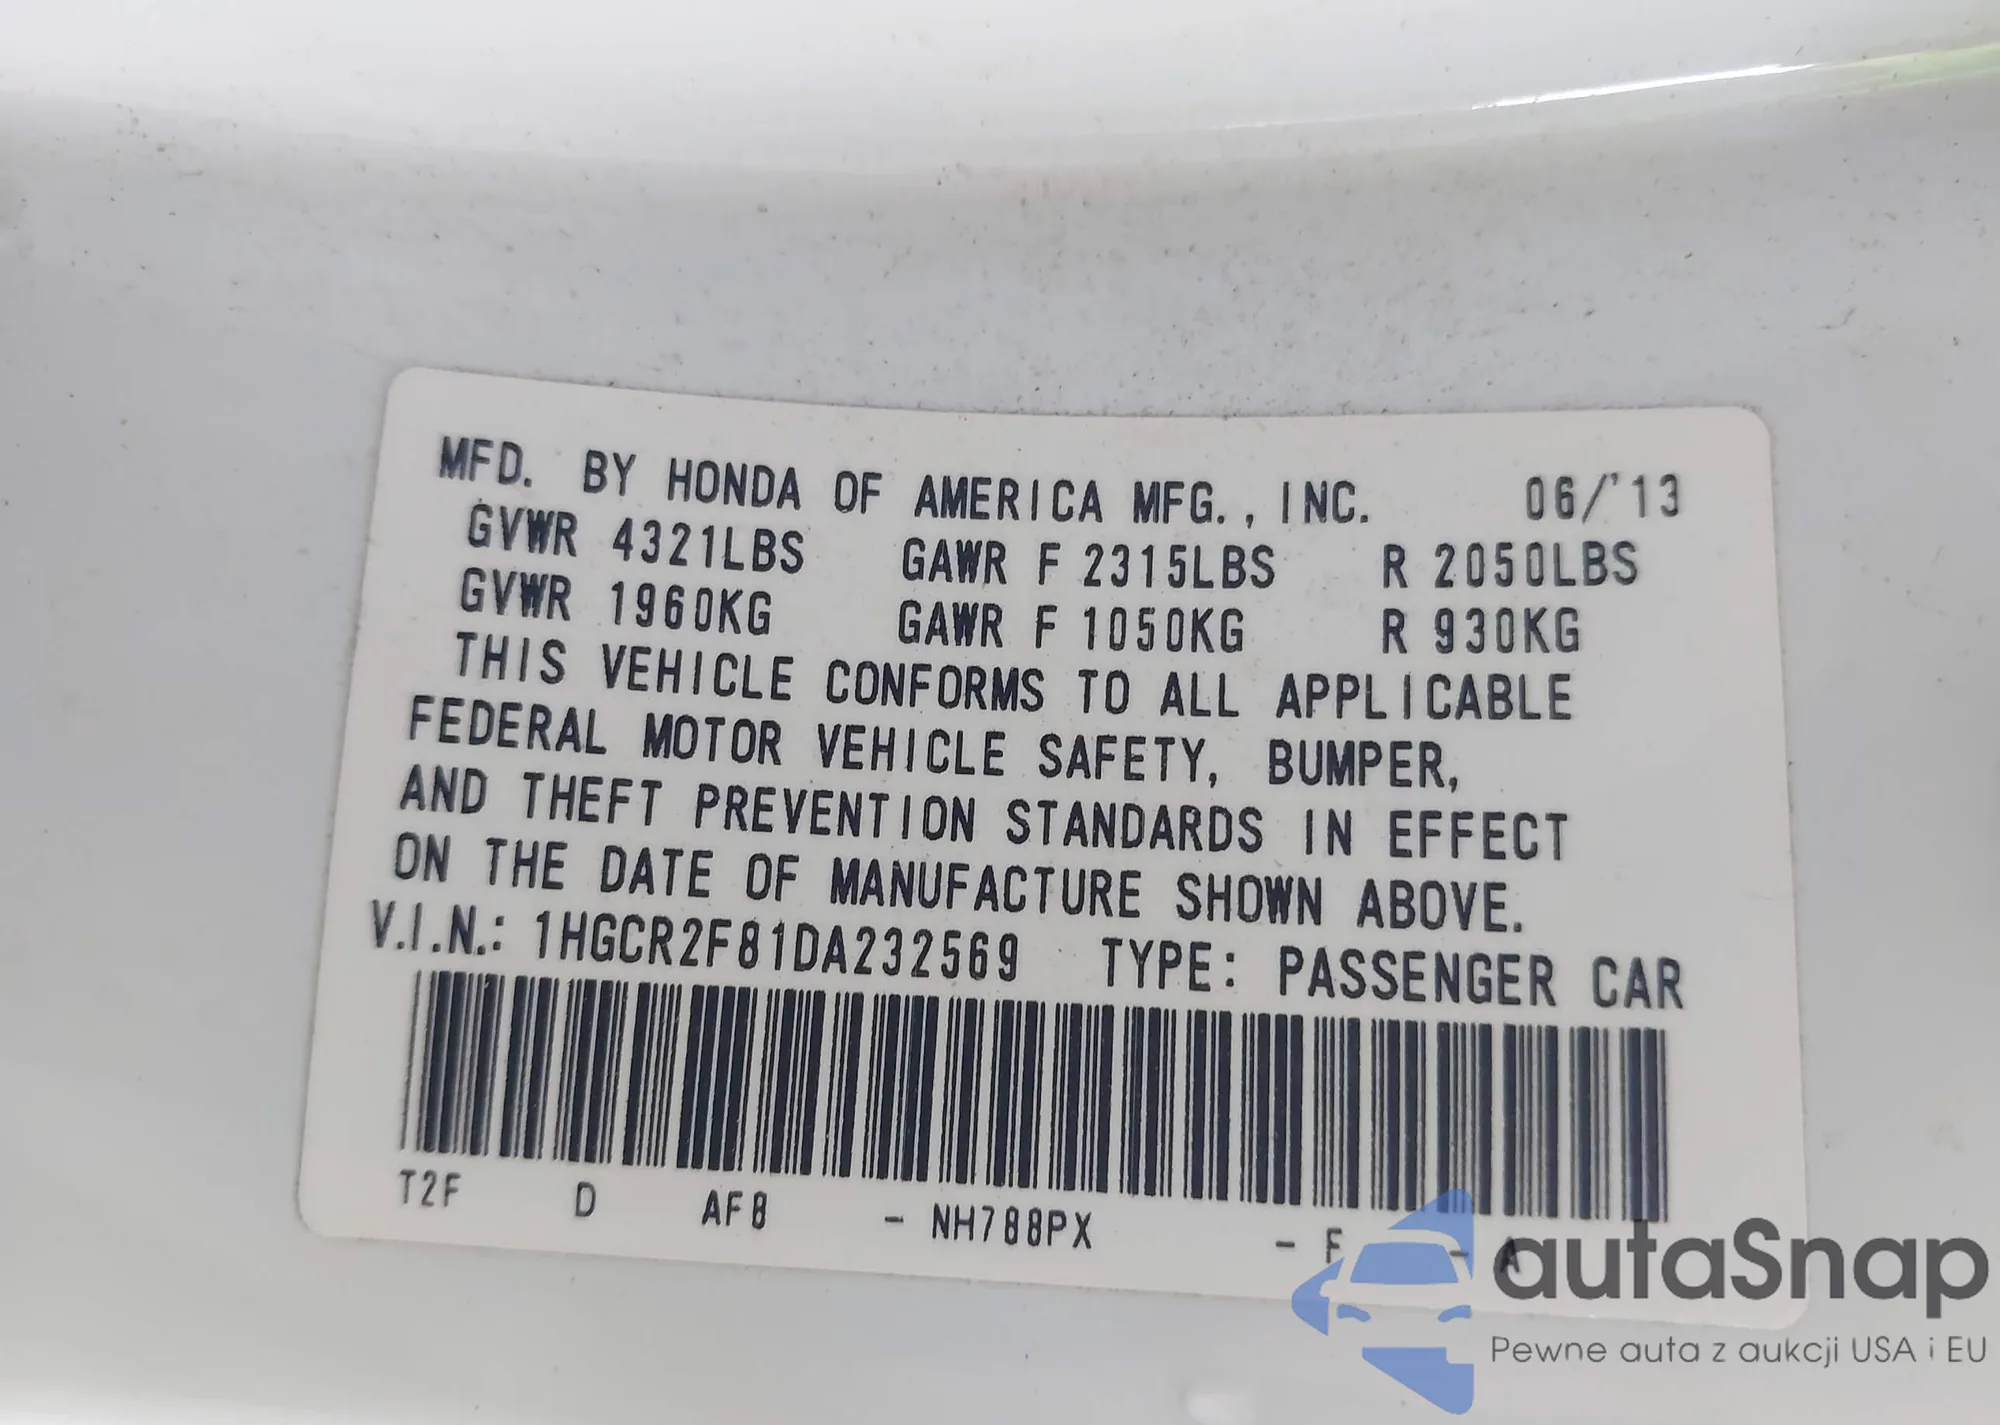 MFD. BY HONDA OF AMERICA MFG., INC. 06/'13
GVWR 4321LBS GAWR F 2315LBS R 2050LBS
GVWR 1960KG GAWR F 1050KG R 930KG
THIS VEHICLE CONFORMS TO ALL APPLICABLE
FEDERAL MOTOR VEHICLE SAFETY, BUMPER,
AND THEFT PREVENTION STANDARDS IN EFFECT
ON THE DATE OF MANUFACTURE SHOWN ABOVE.
V.I.N.: 1HGCR2F81DA232569 TYPE: PASSENGER CAR
T2F D AF8 - NH788PX - F - A
autaSnap
Pewne auta z aukcji USA i EU